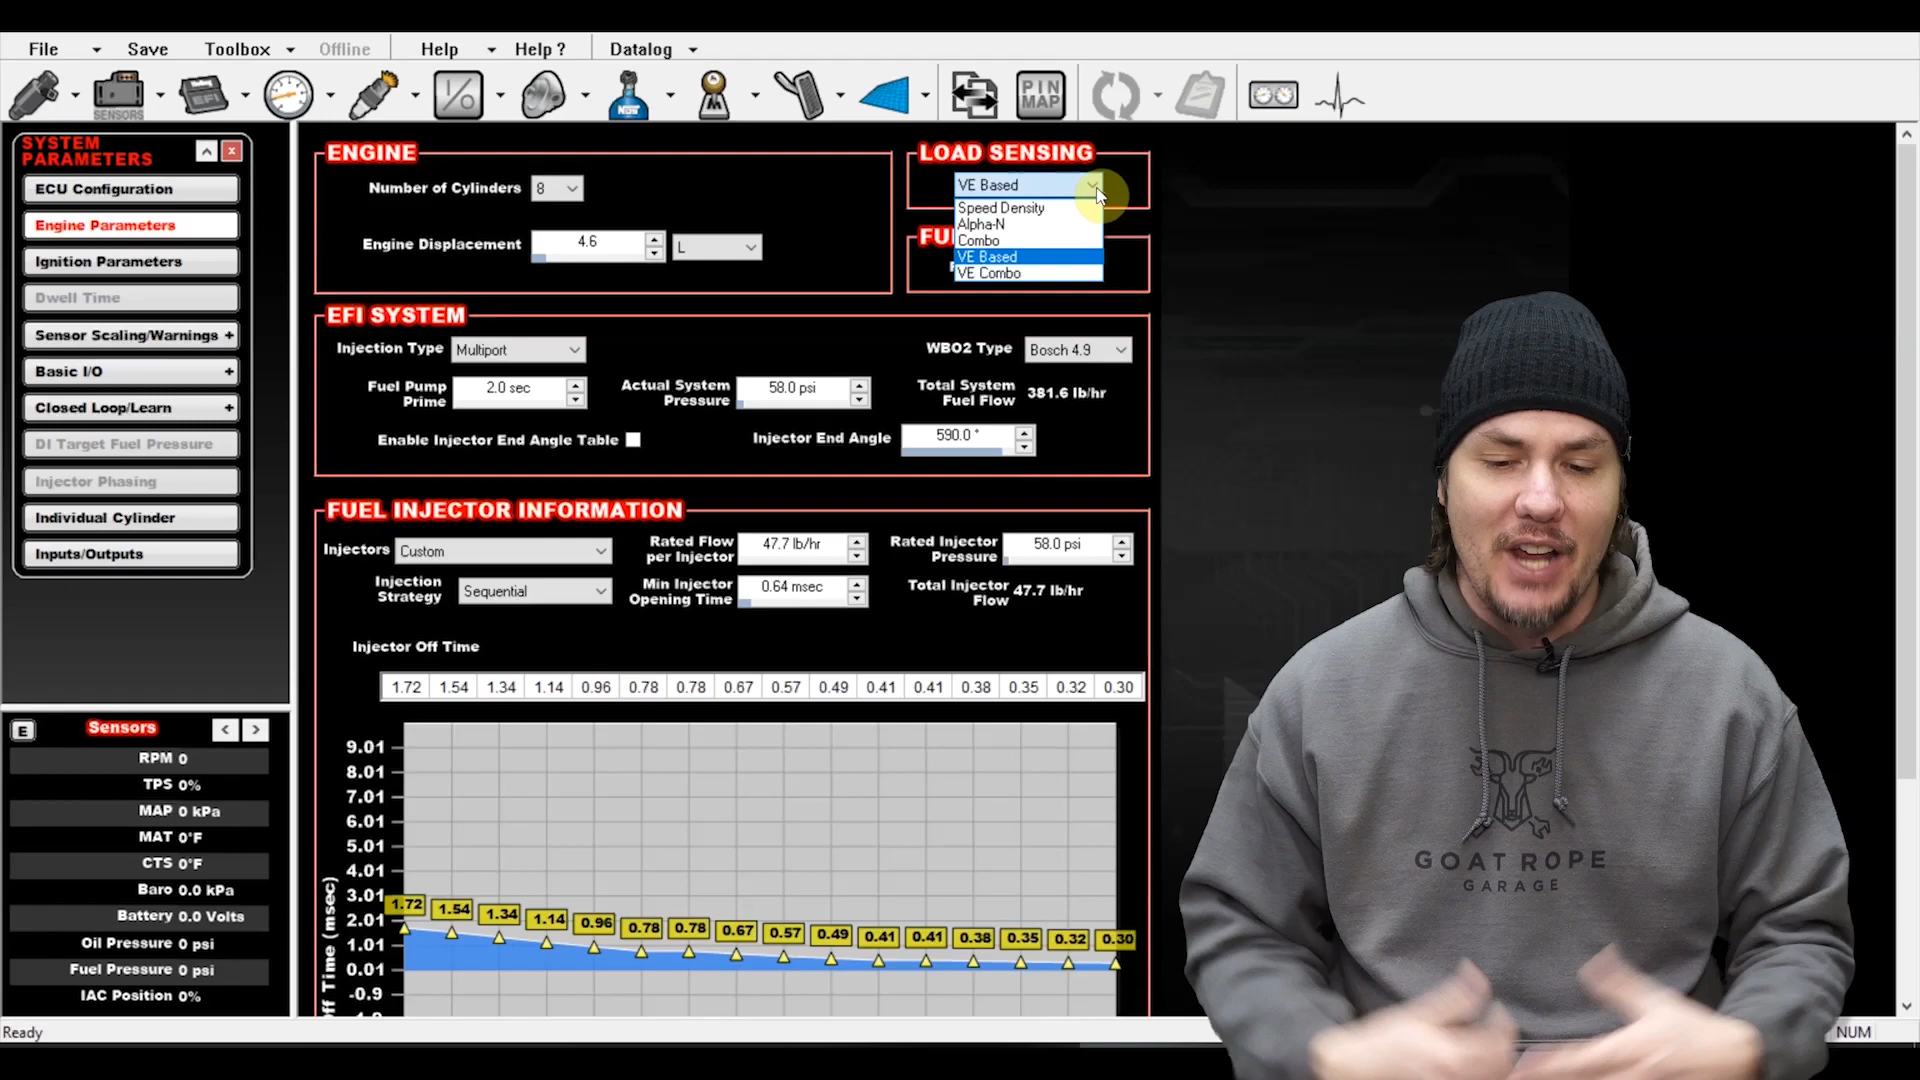 File Save Toolbox Offline Help Help ? Datalog
SENSORS EFI I/O NOS PIN MAP
SYSTEM
PARAMETERS
ECU Configuration
Engine Parameters
Ignition Parameters
Dwell Time
Sensor Scaling/Warnings +
Basic I/O +
Closed Loop/Learn +
DI Target Fuel Pressure
Injector Phasing
Individual Cylinder
Inputs/Outputs
E Sensors < >
RPM 0
TPS 0%
MAP 0 kPa
MAT 0°F
CTS 0°F
Baro 0.0 kPa
Battery 0.0 Volts
Oil Pressure 0 psi
Fuel Pressure 0 psi
IAC Position 0%
Ready
ENGINE
Number of Cylinders 8
Engine Displacement 4.6 L
LOAD SENSING
VE Based
Speed Density
Alpha-N
Combo
VE Based
VE Combo
FU
EFI SYSTEM
Injection Type Multiport
WBO2 Type Bosch 4.9
Fuel Pump
Prime 2.0 sec
Actual System
Pressure 58.0 psi
Total System
Fuel Flow 381.6 lb/hr
Enable Injector End Angle Table
Injector End Angle 590.0 °
FUEL INJECTOR INFORMATION
Injectors Custom
Rated Flow
per Injector 47.7 lb/hr
Rated Injector
Pressure 58.0 psi
Injection
Strategy Sequential
Min Injector
Opening Time 0.64 msec
Total Injector
Flow 47.7 lb/hr
Injector Off Time
1.72 1.54 1.34 1.14 0.96 0.78 0.78 0.67 0.57 0.49 0.41 0.41 0.38 0.35 0.32 0.30
9.01
8.01
7.01
6.01
5.01
4.01
3.01
2.01
1.01
0.01
-0.9
ff Time (msec)
1.72 1.54 1.34 1.14 0.96 0.78 0.78 0.67 0.57 0.49 0.41 0.41 0.38 0.35 0.32 0.30
GOAT ROPE
GARAGE
NUM